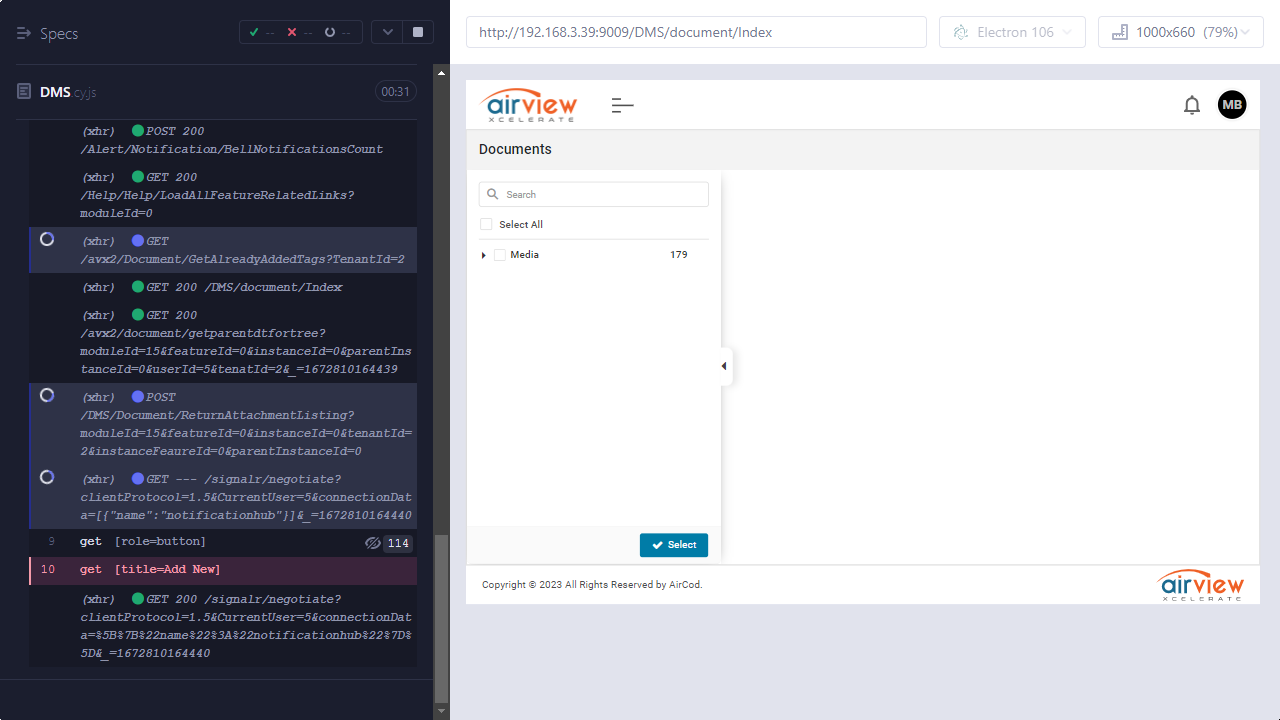 Specs
--
--
--
DMS.cy.js
00:31
(xhr) POST 200
/Alert/Notification/BellNotificationsCount
(xhr) GET 200
/Help/Help/LoadAllFeatureRelatedLinks?
moduleId=0
(xhr) GET
/avx2/Document/GetAlreadyAddedTags?TenantId=2
(xhr) GET 200 /DMS/document/Index
(xhr) GET 200
/avx2/document/getparentdtfortree?
moduleId=15&featureId=0&instanceId=0&parentIns
tanceId=0&userId=5&tenatId=2&_=1672810164439
(xhr) POST
/DMS/Document/ReturnAttachmentListing?
moduleId=15&featureId=0&instanceId=0&tenantId=
2&instanceFeaureId=0&parentInstanceId=0
(xhr) GET --- /signalr/negotiate?
clientProtocol=1.5&CurrentUser=5&connectionDat
a=[{"name":"notificationhub"}]&_=1672810164440
9 get [role=button] 114
10 get [title=Add New]
(xhr) GET 200 /signalr/negotiate?
clientProtocol=1.5&CurrentUser=5&connectionDat
a=%5B%7B%22name%22%3A%22notificationhub%22%7D%
5D&_=1672810164440
http://192.168.3.39:9009/DMS/document/Index
Electron 106
1000x660 (79%)
airview
XCELERATE
MB
Documents
Search
Select All
Media 179
Select
Copyright © 2023 All Rights Reserved by AirCod.
airview
XCELERATE